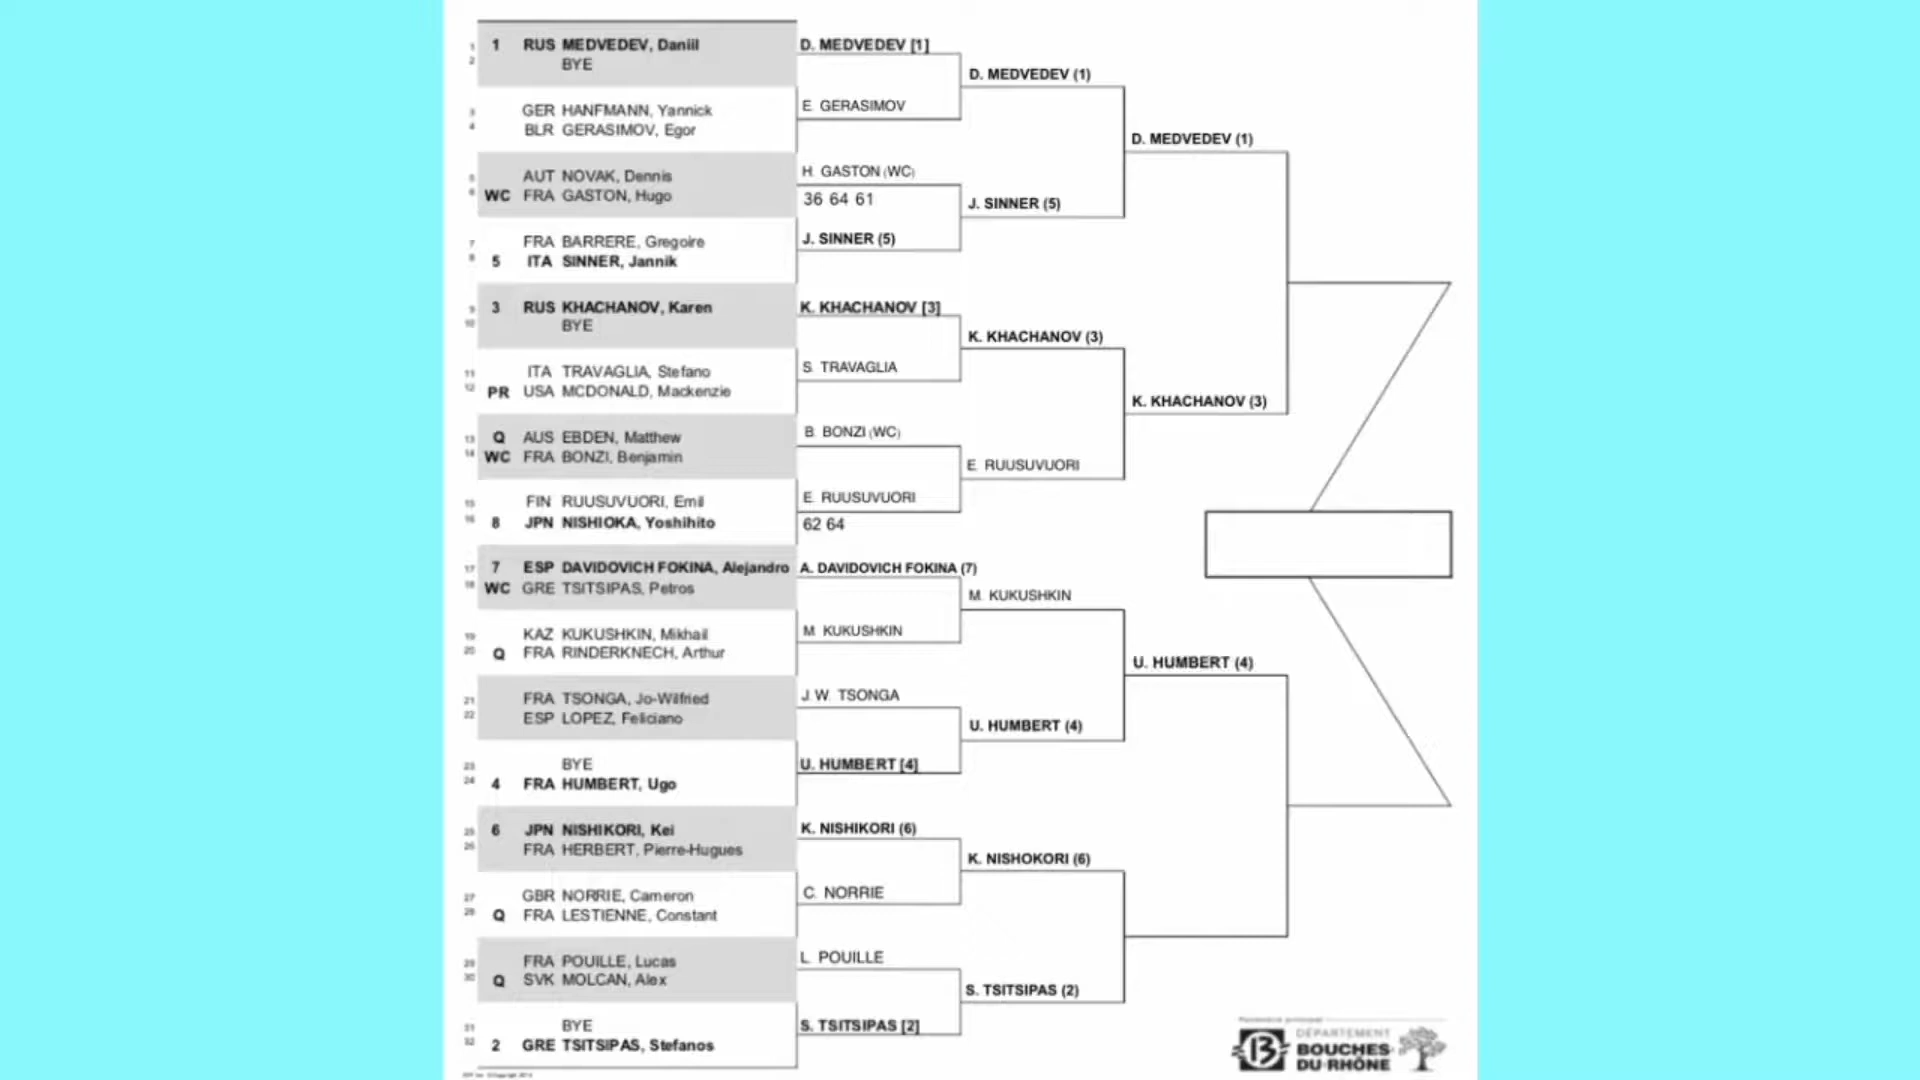 1 RUS MEDVEDEV, Daniil
BYE
GER HANFMANN, Yannick
BLR GERASIMOV, Egor
AUT NOVAK, Dennis
WC FRA GASTON, Hugo
FRA BARRERE, Gregoire
5 ITA SINNER, Jannik
3 RUS KHACHANOV, Karen
BYE
ITA TRAVAGLIA, Stefano
PR USA MCDONALD, Mackenzie
Q AUS EBDEN, Matthew
WC FRA BONZI, Benjamin
FIN RUUSUVUORI, Emil
8 JPN NISHIOKA, Yoshihito
7 ESP DAVIDOVICH FOKINA, Alejandro
WC GRE TSITSIPAS, Petros
KAZ KUKUSHKIN, Mikhail
Q FRA RINDERKNECH, Arthur
FRA TSONGA, Jo-Wilfried
ESP LOPEZ, Feliciano
BYE
4 FRA HUMBERT, Ugo
6 JPN NISHIKORI, Kei
FRA HERBERT, Pierre-Hugues
GBR NORRIE, Cameron
Q FRA LESTIENNE, Constant
FRA POUILLE, Lucas
Q SVK MOLCAN, Alex
BYE
2 GRE TSITSIPAS, Stefanos
D. MEDVEDEV [1]
E. GERASIMOV
H. GASTON (WC)
36 64 61
J. SINNER (5)
K. KHACHANOV [3]
S. TRAVAGLIA
B. BONZI (WC)
E. RUUSUVUORI
62 64
A. DAVIDOVICH FOKINA (7)
M. KUKUSHKIN
J.W. TSONGA
U. HUMBERT [4]
K. NISHIKORI (6)
C. NORRIE
L. POUILLE
S. TSITSIPAS [2]
D. MEDVEDEV (1)
J. SINNER (5)
K. KHACHANOV (3)
E. RUUSUVUORI
M. KUKUSHKIN
U. HUMBERT (4)
K. NISHOKORI (6)
S. TSITSIPAS (2)
D. MEDVEDEV (1)
K. KHACHANOV (3)
U. HUMBERT (4)
DÉPARTEMENT
BOUCHES-
DU-RHÔNE